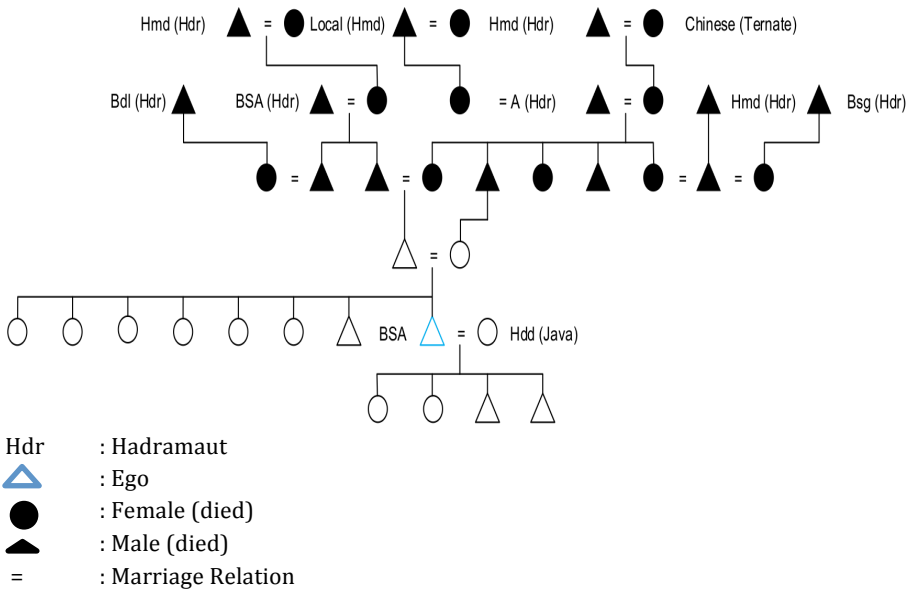 Hmd (Hdr) = Local (Hmd) = Hmd (Hdr) = Chinese (Ternate)
Bdl (Hdr) BSA (Hdr) = = A (Hdr) = Hmd (Hdr) Bsg (Hdr)
= = = =
=
BSA = Hdd (Java)
Hdr : Hadramaut
: Ego
: Female (died)
: Male (died)
= : Marriage Relation